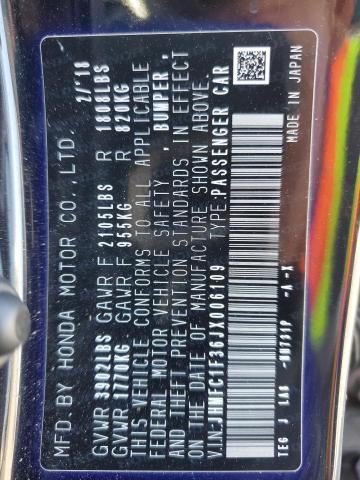 MFD BY HONDA MOTOR CO.,LTD. 2/'18
GVWR 3902LBS GAWR F 2105LBS R 1808LBS
GVWR 1770KG GAWR F 955KG R 820KG
THIS VEHICLE CONFORMS TO ALL APPLICABLE
FEDERAL MOTOR VEHICLE SAFETY, BUMPER,
AND THEFT PREVENTION STANDARDS IN EFFECT
ON THE DATE OF MANUFACTURE SHOWN ABOVE.
V.I.N. JHMFC1F36JX006109 TYPE:PASSENGER CAR
TEG J LAB -A-X MADE IN JAPAN